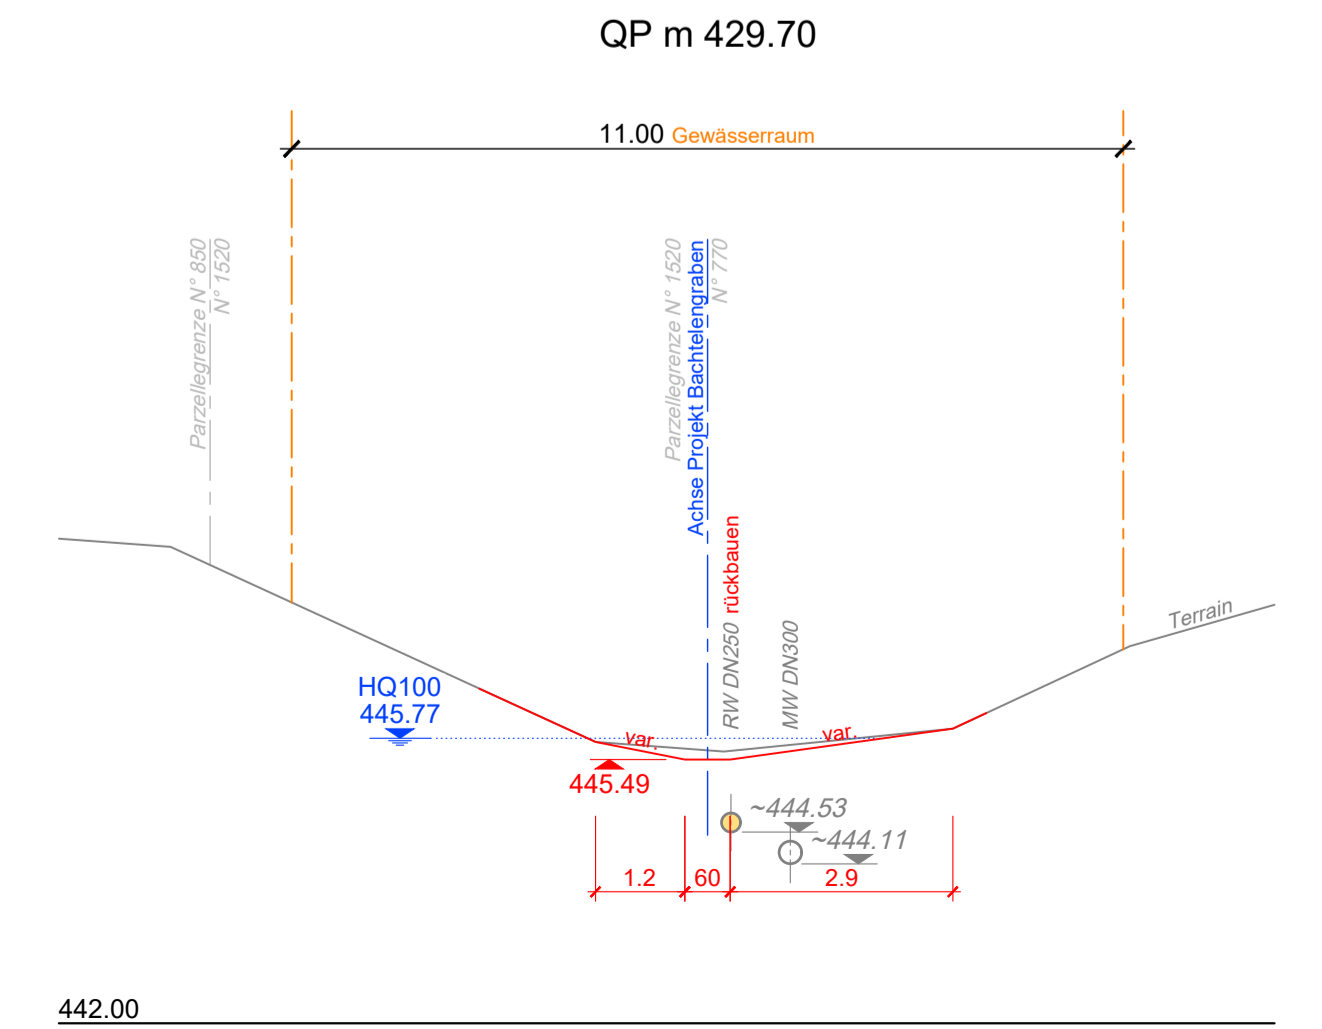 QP m 429.70
11.00 Gewässerraum
Parzellegrenze N° 850
N° 1520
Parzellegrenze N° 1520
Achse Projekt Bachtelengraben
N° 770
RW DN250 rückbauen
MW DN300
Terrain
HQ100
445.77
var.
var.
445.49
~444.53
~444.11
1.2
60
2.9
442.00